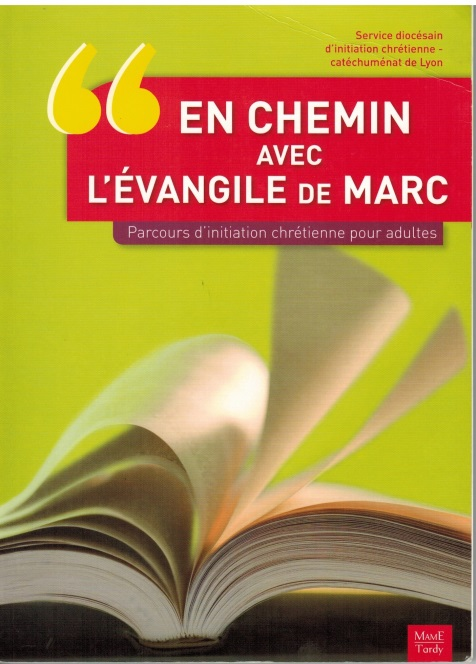 Service diocésain
d'initiation chrétienne -
catéchuménat de Lyon
EN CHEMIN
AVEC
L'ÉVANGILE DE MARC
Parcours d'initiation chrétienne pour adultes
MAME
Tardy